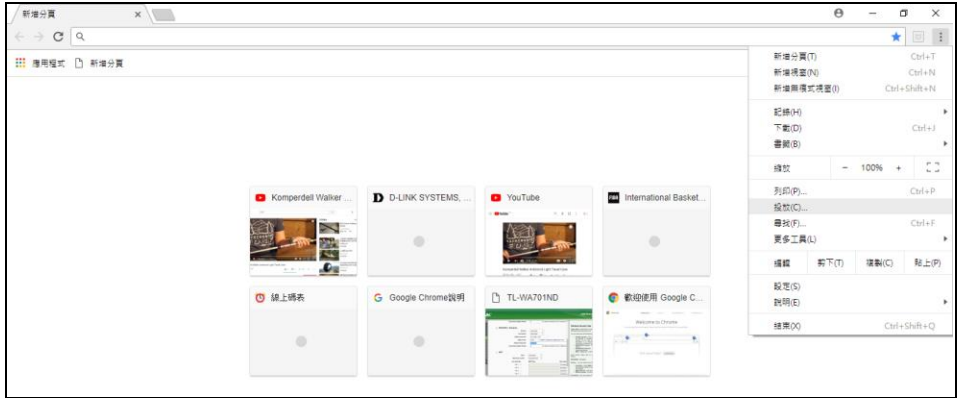 新增分頁
應用程式 新增分頁
新增分頁(T) Ctrl+T
新增視窗(N) Ctrl+N
新增無痕式視窗(I) Ctrl+Shift+N
記錄(H)
下載(D) Ctrl+J
書籤(B)
縮放 - 100% +
列印(P)... Ctrl+P
投放(C)...
尋找(F)... Ctrl+F
更多工具(L)
編輯 剪下(T) 複製(C) 貼上(P)
設定(S)
說明(E)
結束(X) Ctrl+Shift+Q
Komperdell Walker ... D-LINK SYSTEMS, ... YouTube International Basket...
線上碼表 Google Chrome說明 TL-WA701ND 歡迎使用 Google C...
Welcome to Chrome